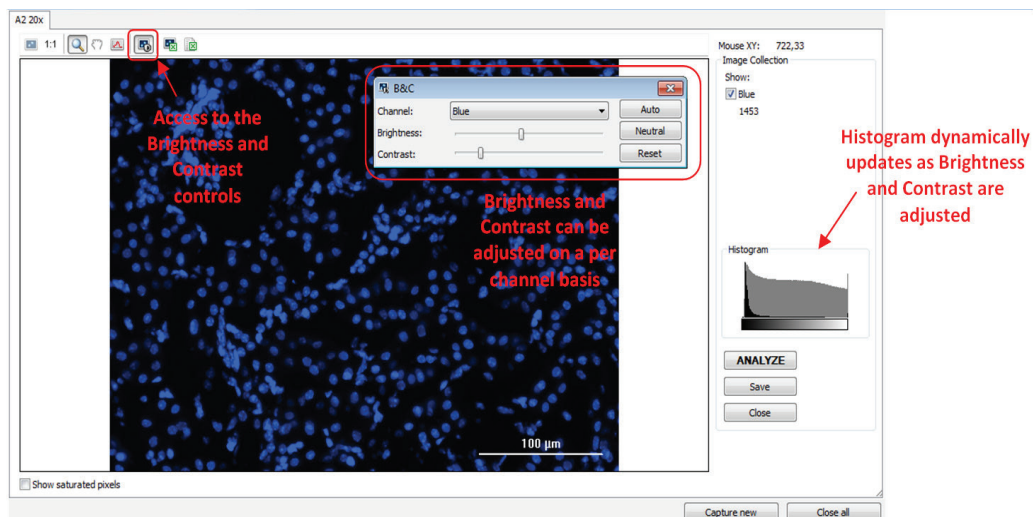 A2 20x
1:1
Mouse XY: 722,33
Image Collection
Show:
Blue
1453
B&C
Channel: Blue Auto
Brightness: Neutral
Contrast: Reset
Access to the
Brightness and
Contrast
controls
Brightness and
Contrast can be
adjusted on a per
channel basis
Histogram dynamically
updates as Brightness
and Contrast are
adjusted
Histogram
ANALYZE
Save
Close
100 µm
Show saturated pixels
Capture new Close all